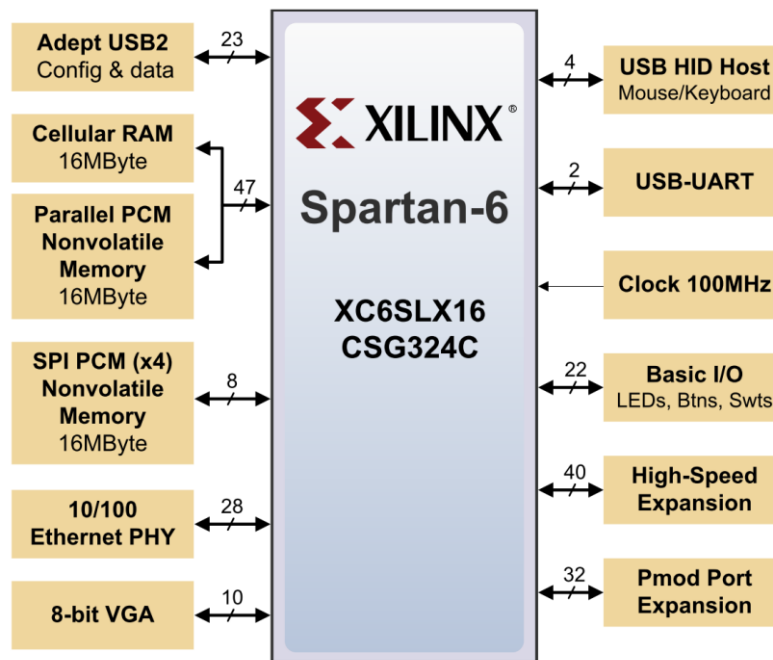 Adept USB2
Config & data
23
Cellular RAM
16MByte
47
Parallel PCM
Nonvolatile
Memory
16MByte
SPI PCM (x4)
Nonvolatile
Memory
16MByte
8
10/100
Ethernet PHY
28
8-bit VGA
10
XILINX®
Spartan-6
XC6SLX16
CSG324C
4
USB HID Host
Mouse/Keyboard
2
USB-UART
Clock 100MHz
22
Basic I/O
LEDs, Btns, Swts
40
High-Speed
Expansion
32
Pmod Port
Expansion